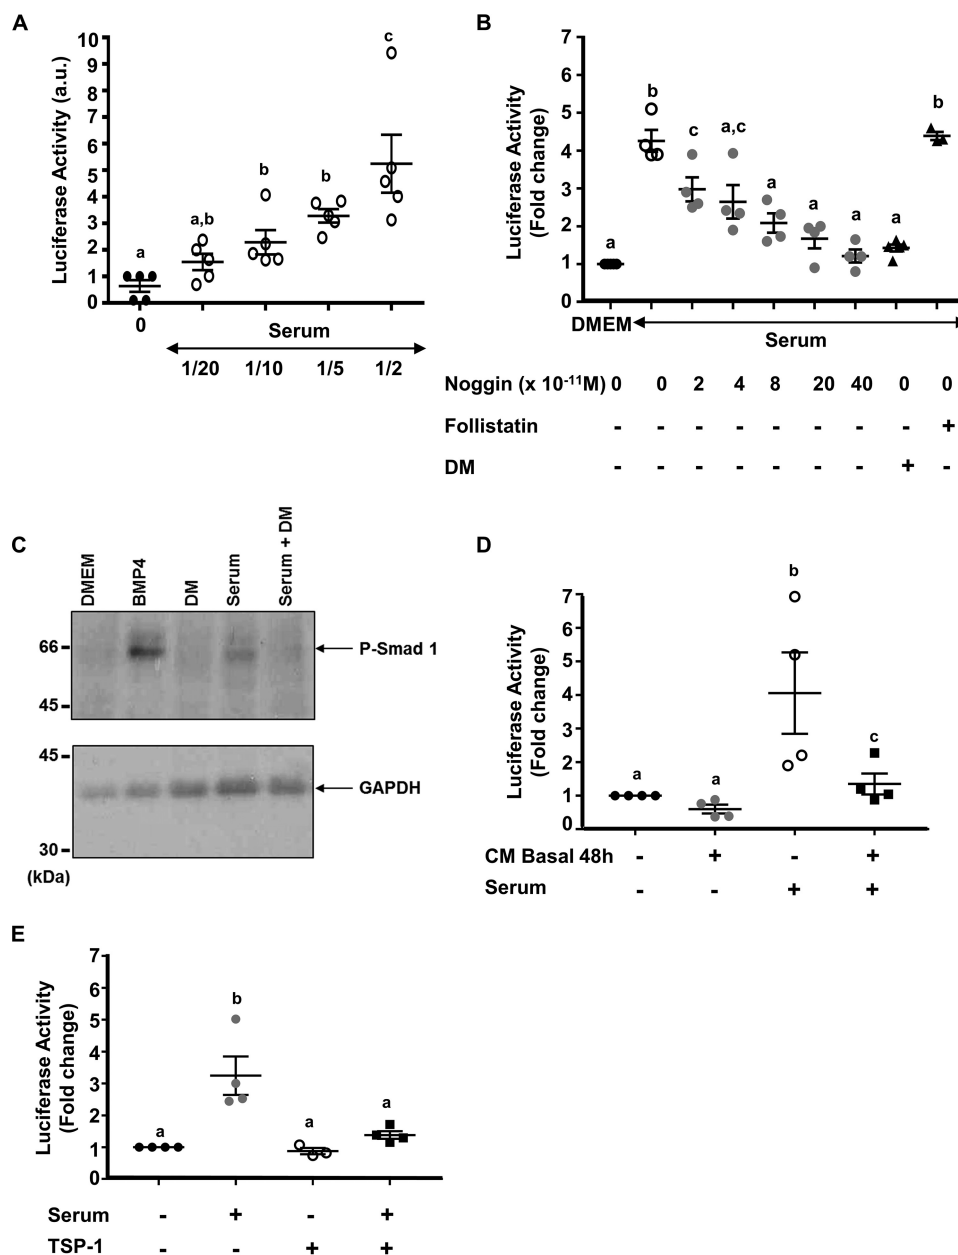 A
Luciferase Activity (a.u.)
10
9
8
7
6
5
4
3
2
1
0
a
a,b
b
b
c
0
Serum
1/20 1/10 1/5 1/2
B
Luciferase Activity
(Fold change)
7
6
5
4
3
2
1
0
a
b
c
a,c
a
a
a
a
b
DMEM
Serum
Noggin (x 10⁻¹¹M) 0 0 2 4 8 20 40 0 0
Follistatin - - - - - - - - +
DM - - - - - - - + -
C
DMEM
BMP4
DM
Serum
Serum + DM
66
45
P-Smad 1
45
30
GAPDH
(kDa)
D
Luciferase Activity
(Fold change)
7
6
5
4
3
2
1
0
a
a
b
c
CM Basal 48h - + - +
Serum - - + +
E
Luciferase Activity
(Fold change)
7
6
5
4
3
2
1
0
a
b
a
a
Serum - + - +
TSP-1 - - + +